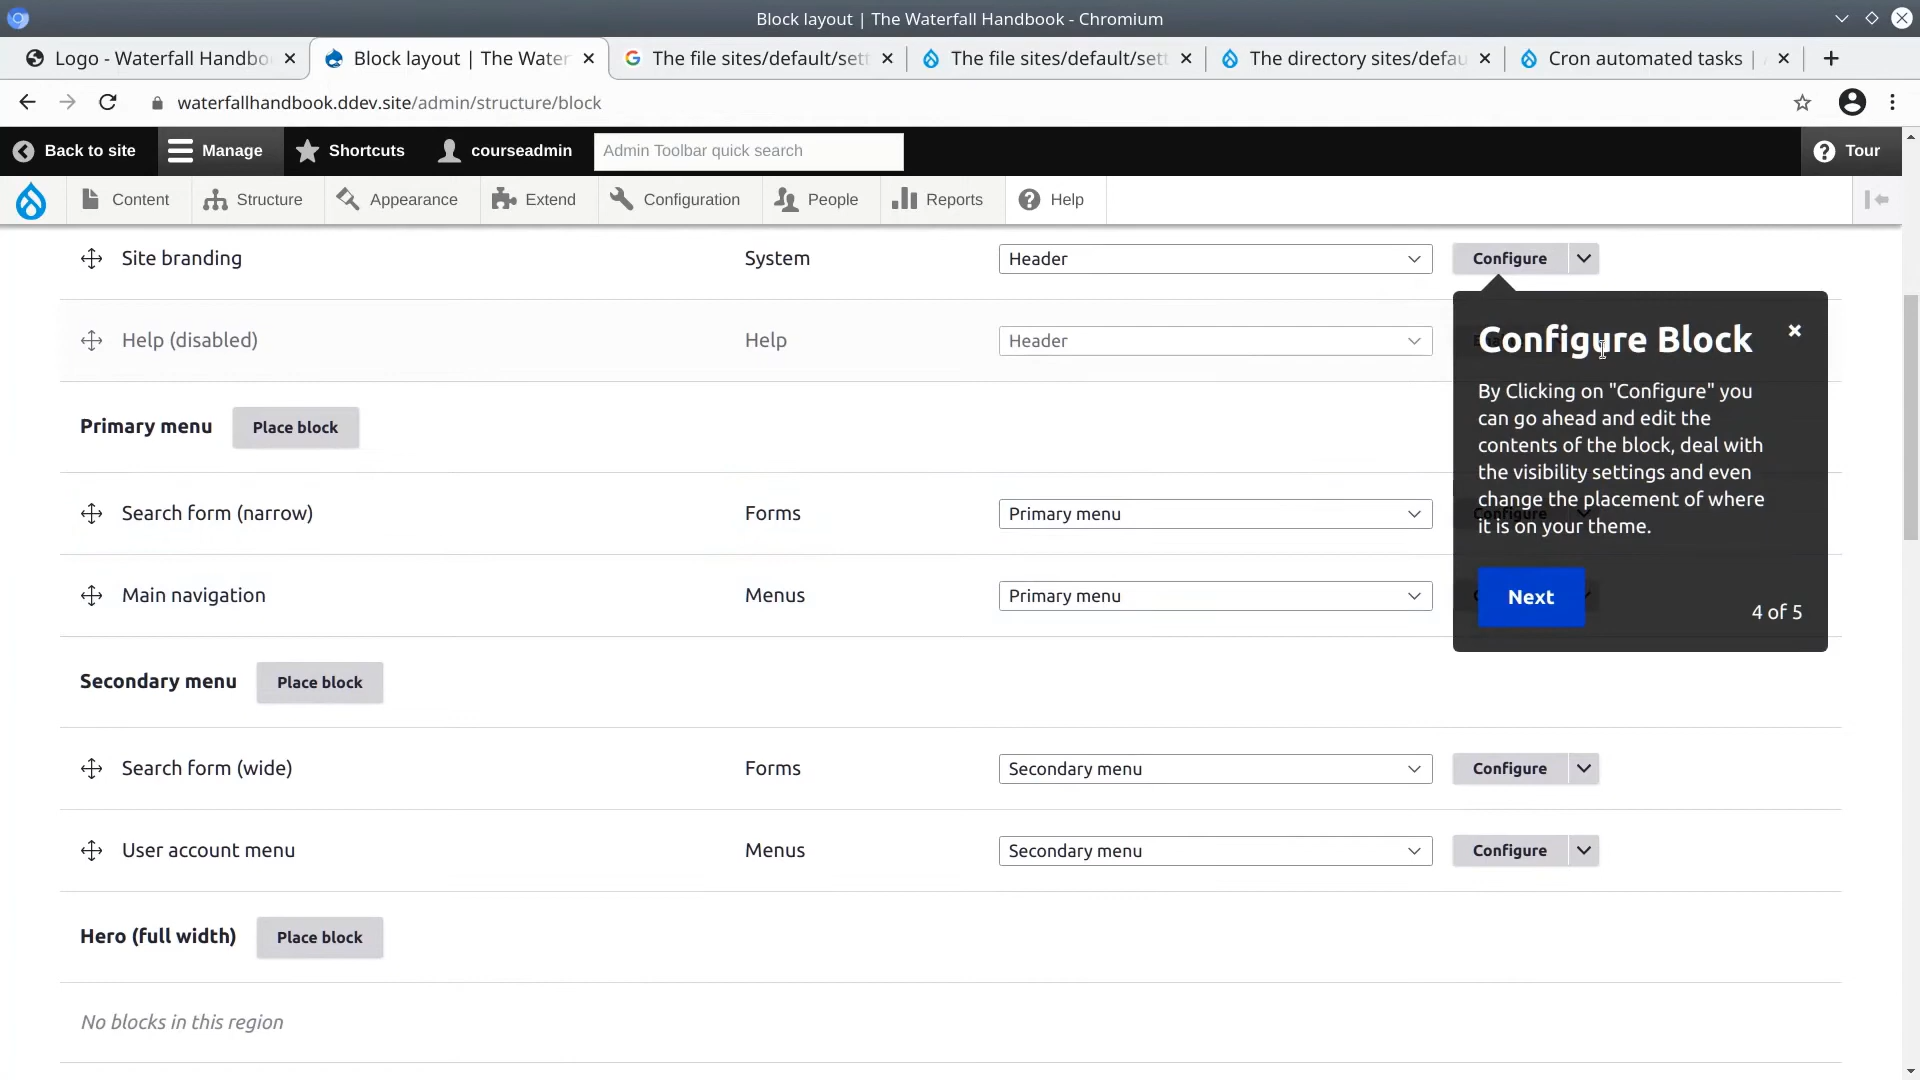 Block layout | The Waterfall Handbook - Chromium
Logo - Waterfall Handbo
Block layout | The Water
The file sites/default/sett
The file sites/default/sett
The directory sites/defau
Cron automated tasks |
waterfallhandbook.ddev.site/admin/structure/block
Back to site
Manage
Shortcuts
courseadmin
Admin Toolbar quick search
Tour
Content
Structure
Appearance
Extend
Configuration
People
Reports
Help
Site branding
System
Header
Configure
Help (disabled)
Help
Header
Configure Block
By Clicking on "Configure" you
can go ahead and edit the
contents of the block, deal with
the visibility settings and even
change the placement of where
it is on your theme.
Next
4 of 5
Primary menu
Place block
Search form (narrow)
Forms
Primary menu
Configure
Main navigation
Menus
Primary menu
Secondary menu
Place block
Search form (wide)
Forms
Secondary menu
Configure
User account menu
Menus
Secondary menu
Configure
Hero (full width)
Place block
No blocks in this region